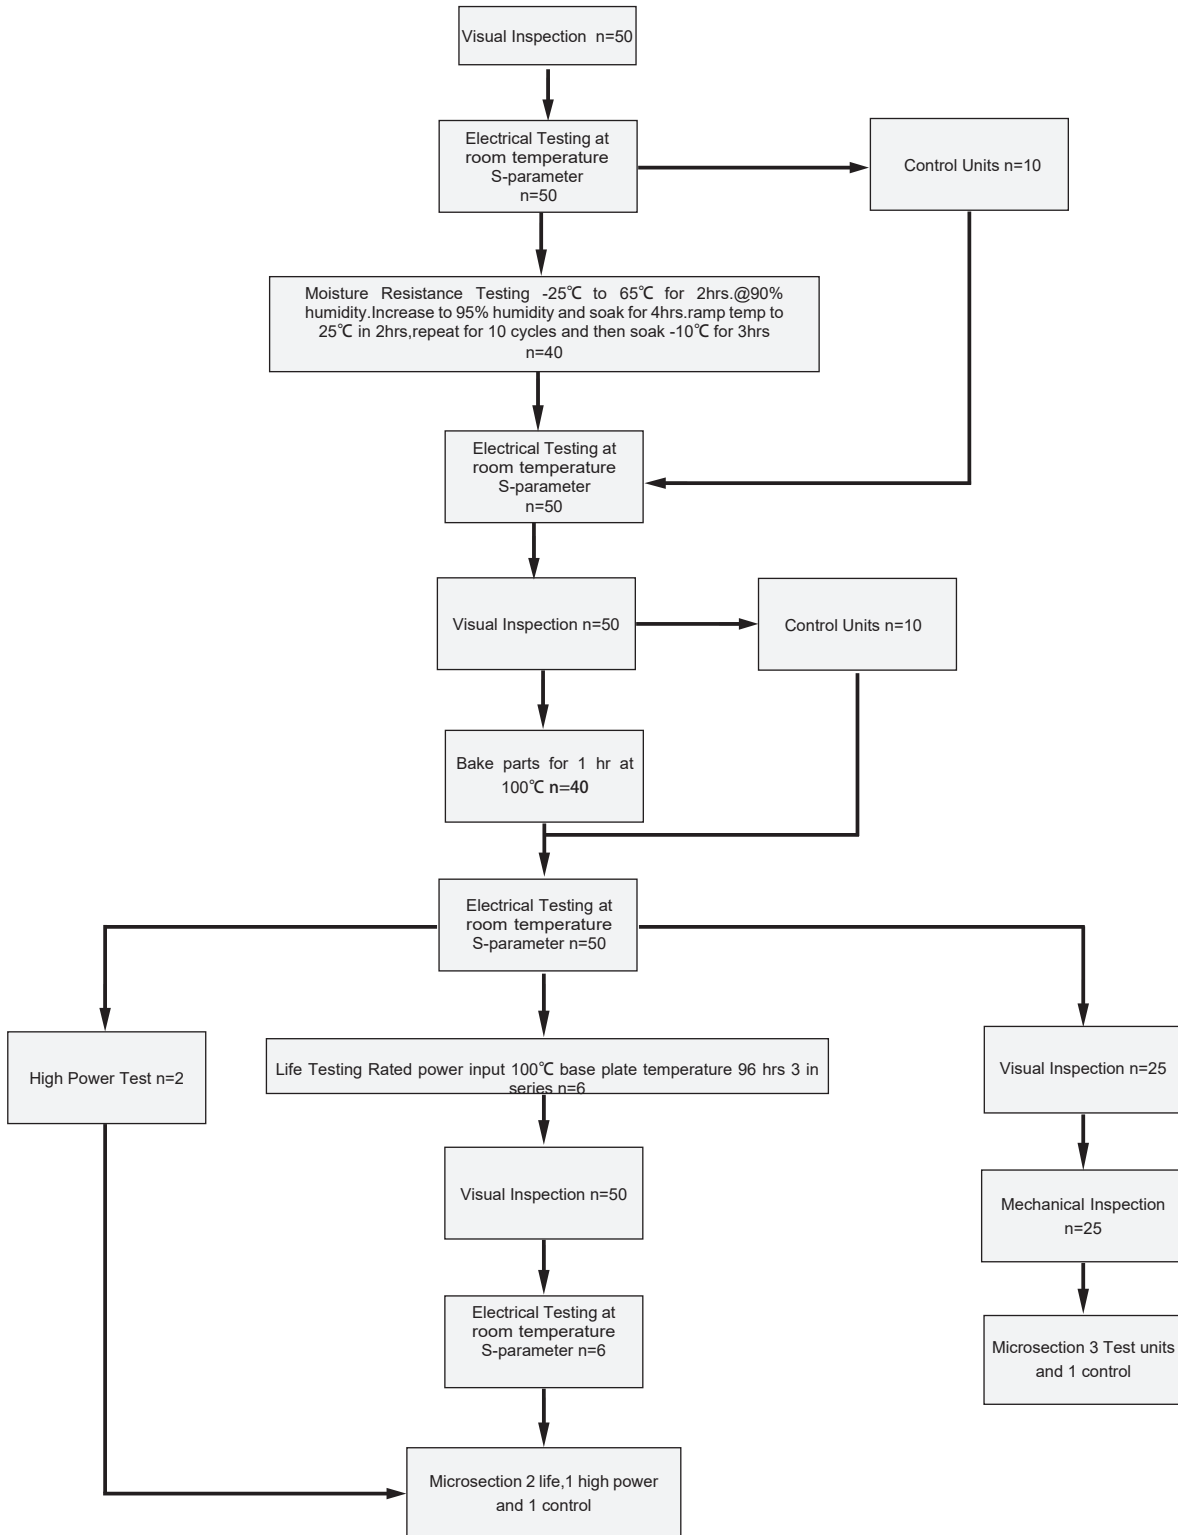 Visual Inspection n=50
Electrical Testing at
room temperature
S-parameter
n=50
Control Units n=10
Moisture Resistance Testing -25℃ to 65℃ for 2hrs.@90%
humidity.Increase to 95% humidity and soak for 4hrs.ramp temp to
25℃ in 2hrs,repeat for 10 cycles and then soak -10℃ for 3hrs
n=40
Electrical Testing at
room temperature
S-parameter
n=50
Visual Inspection n=50
Control Units n=10
Bake parts for 1 hr at
100℃ n=40
Electrical Testing at
room temperature
S-parameter n=50
High Power Test n=2
Life Testing Rated power input 100℃ base plate temperature 96 hrs 3 in
series n=6
Visual Inspection n=25
Visual Inspection n=50
Mechanical Inspection
n=25
Electrical Testing at
room temperature
S-parameter n=6
Microsection 3 Test units
and 1 control
Microsection 2 life,1 high power
and 1 control